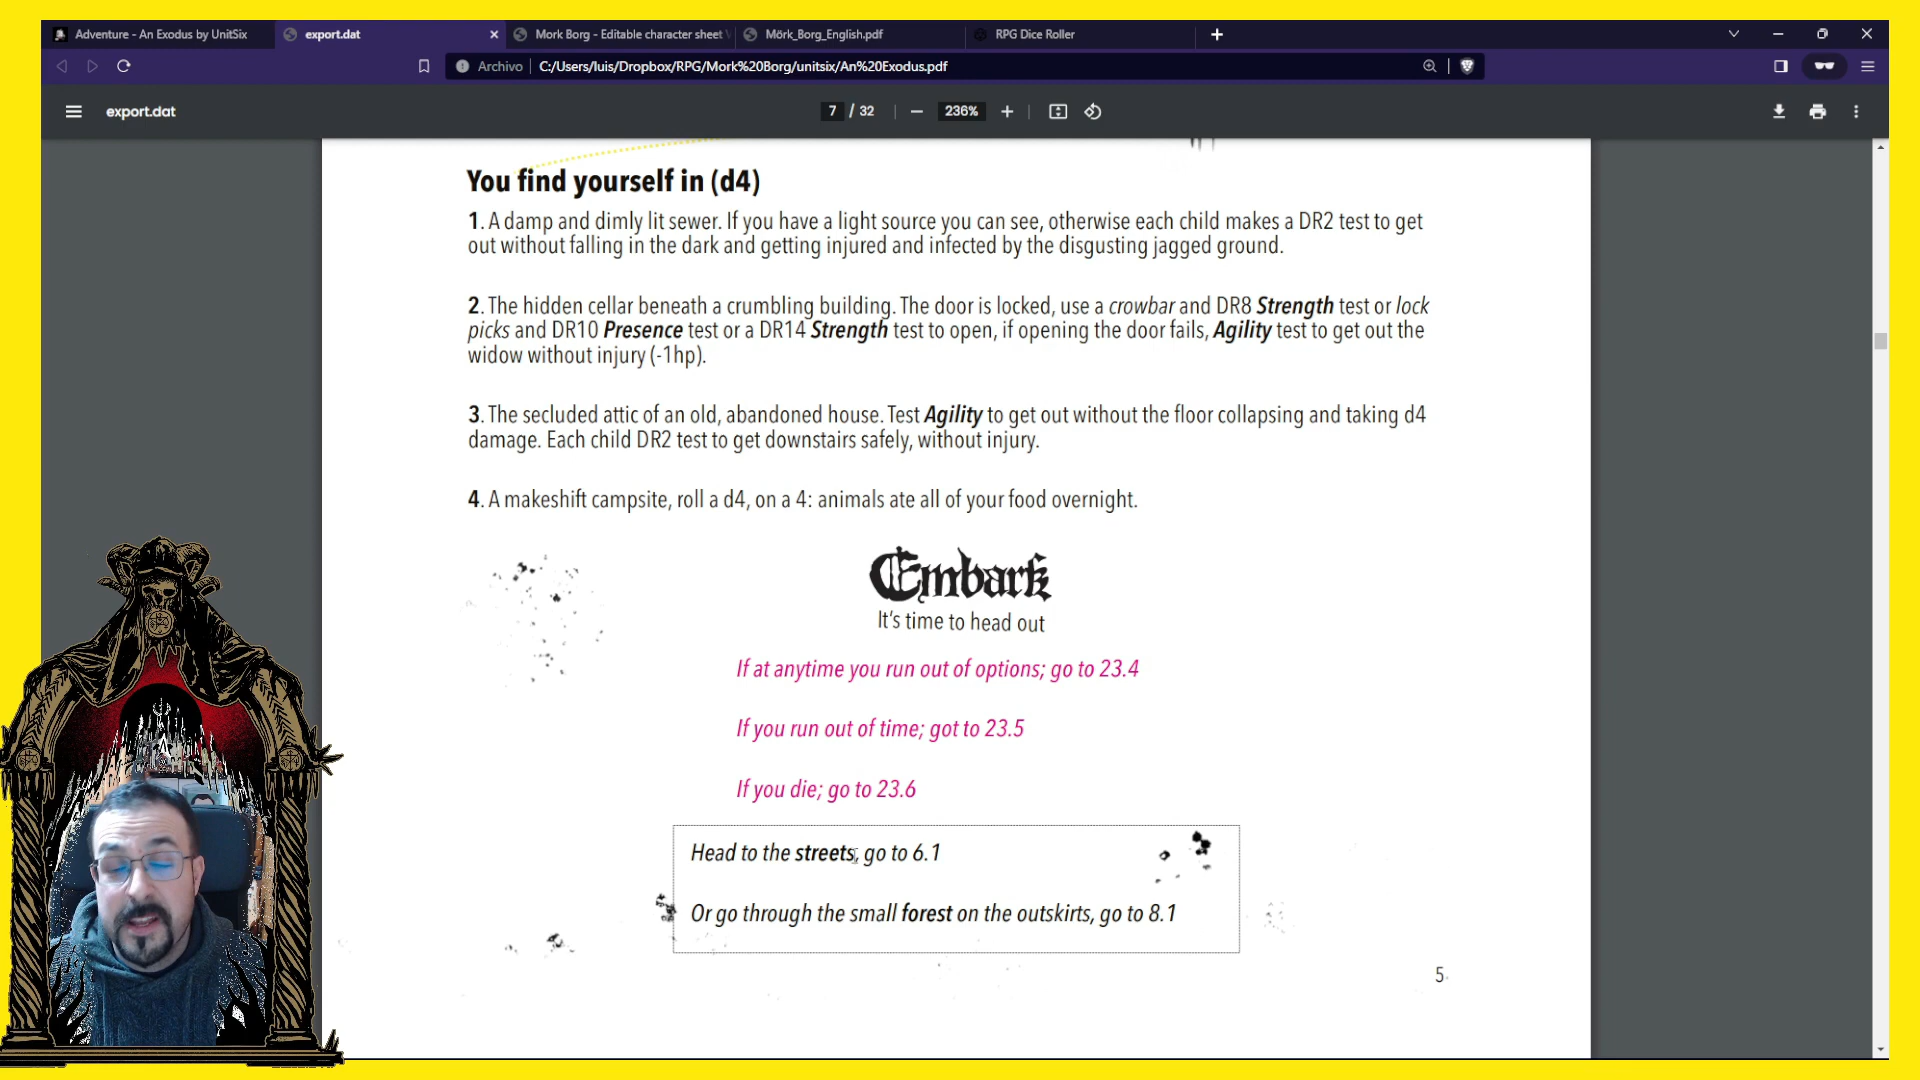 Adventure - An Exodus by UnitSix
export.dat
Mork Borg - Editable character sheet
Mörk_Borg_English.pdf
RPG Dice Roller
Archivo
C:/Users/luis/Dropbox/RPG/Mork%20Borg/unitsix/An%20Exodus.pdf
export.dat
7 / 32
236%
You find yourself in (d4)
1. A damp and dimly lit sewer. If you have a light source you can see, otherwise each child makes a DR2 test to get
out without falling in the dark and getting injured and infected by the disgusting jagged ground.
2. The hidden cellar beneath a crumbling building. The door is locked, use a crowbar and DR8 Strength test or lock
picks and DR10 Presence test or a DR14 Strength test to open, if opening the door fails, Agility test to get out the
widow without injury (-1hp).
3. The secluded attic of an old, abandoned house. Test Agility to get out without the floor collapsing and taking d4
damage. Each child DR2 test to get downstairs safely, without injury.
4. A makeshift campsite, roll a d4, on a 4: animals ate all of your food overnight.
Embark
It's time to head out
If at anytime you run out of options; go to 23.4
If you run out of time; got to 23.5
If you die; go to 23.6
Head to the streets, go to 6.1
Or go through the small forest on the outskirts, go to 8.1
5